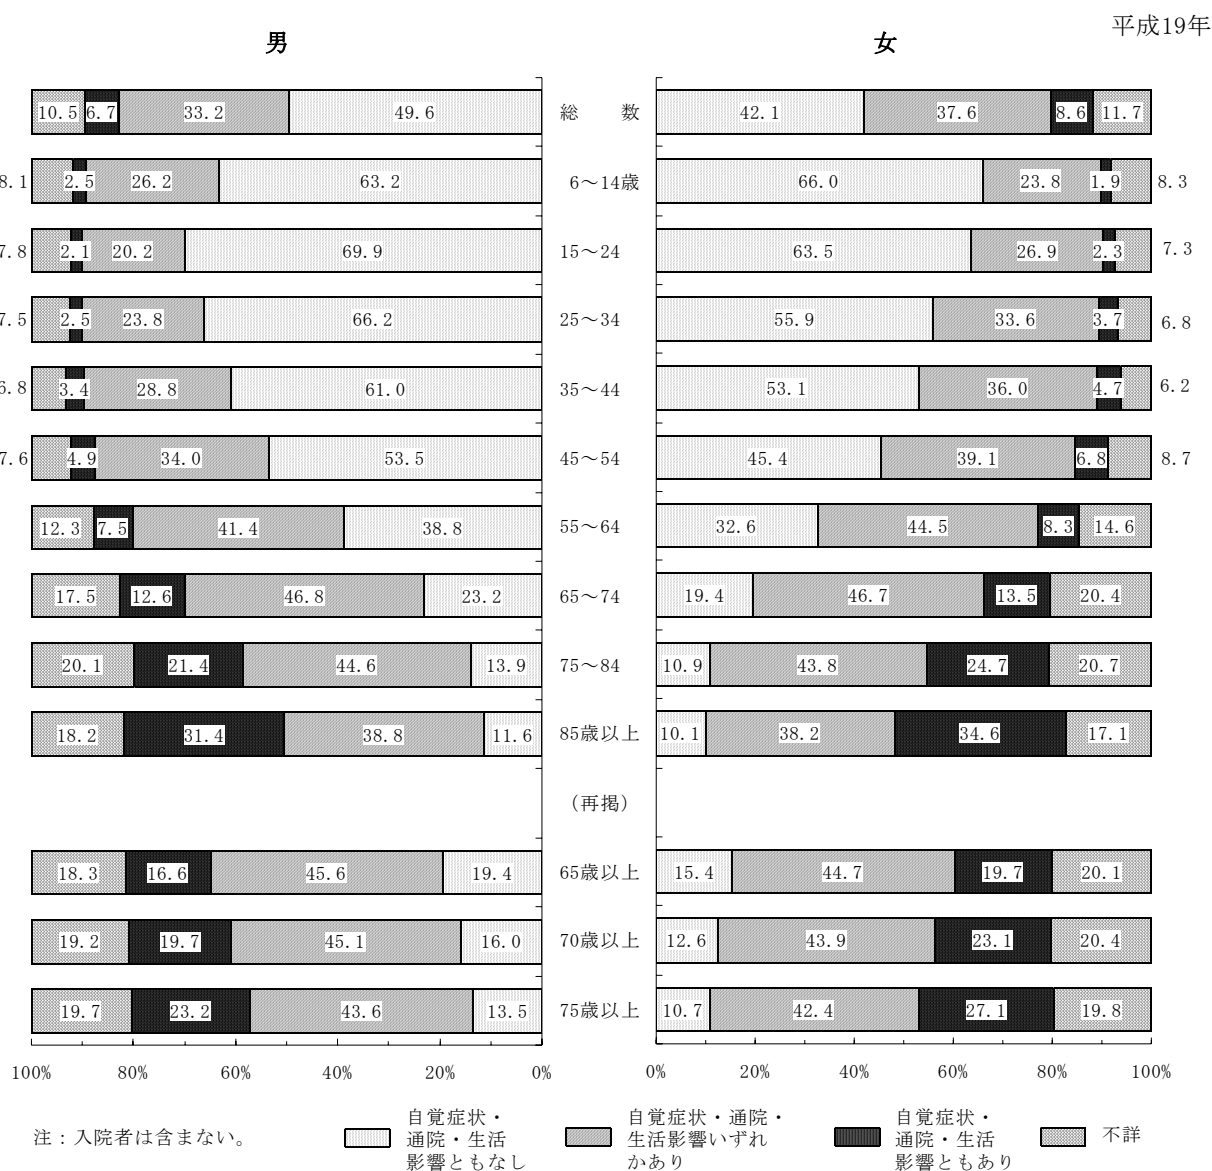 平成19年
男 女
10.5 6.7 33.2 49.6 総 数 42.1 37.6 8.6 11.7
8.1 2.5 26.2 63.2 6～14歳 66.0 23.8 1.9 8.3
7.8 2.1 20.2 69.9 15～24 63.5 26.9 2.3 7.3
7.5 2.5 23.8 66.2 25～34 55.9 33.6 3.7 6.8
6.8 3.4 28.8 61.0 35～44 53.1 36.0 4.7 6.2
7.6 4.9 34.0 53.5 45～54 45.4 39.1 6.8 8.7
12.3 7.5 41.4 38.8 55～64 32.6 44.5 8.3 14.6
17.5 12.6 46.8 23.2 65～74 19.4 46.7 13.5 20.4
20.1 21.4 44.6 13.9 75～84 10.9 43.8 24.7 20.7
18.2 31.4 38.8 11.6 85歳以上 10.1 38.2 34.6 17.1
（再掲）
18.3 16.6 45.6 19.4 65歳以上 15.4 44.7 19.7 20.1
19.2 19.7 45.1 16.0 70歳以上 12.6 43.9 23.1 20.4
19.7 23.2 43.6 13.5 75歳以上 10.7 42.4 27.1 19.8
100% 80% 60% 40% 20% 0% 0% 20% 40% 60% 80% 100%
注：入院者は含まない。
自覚症状・
通院・生活
影響ともなし
自覚症状・通院・
生活影響いずれ
かあり
自覚症状・
通院・生活
影響ともあり
不詳